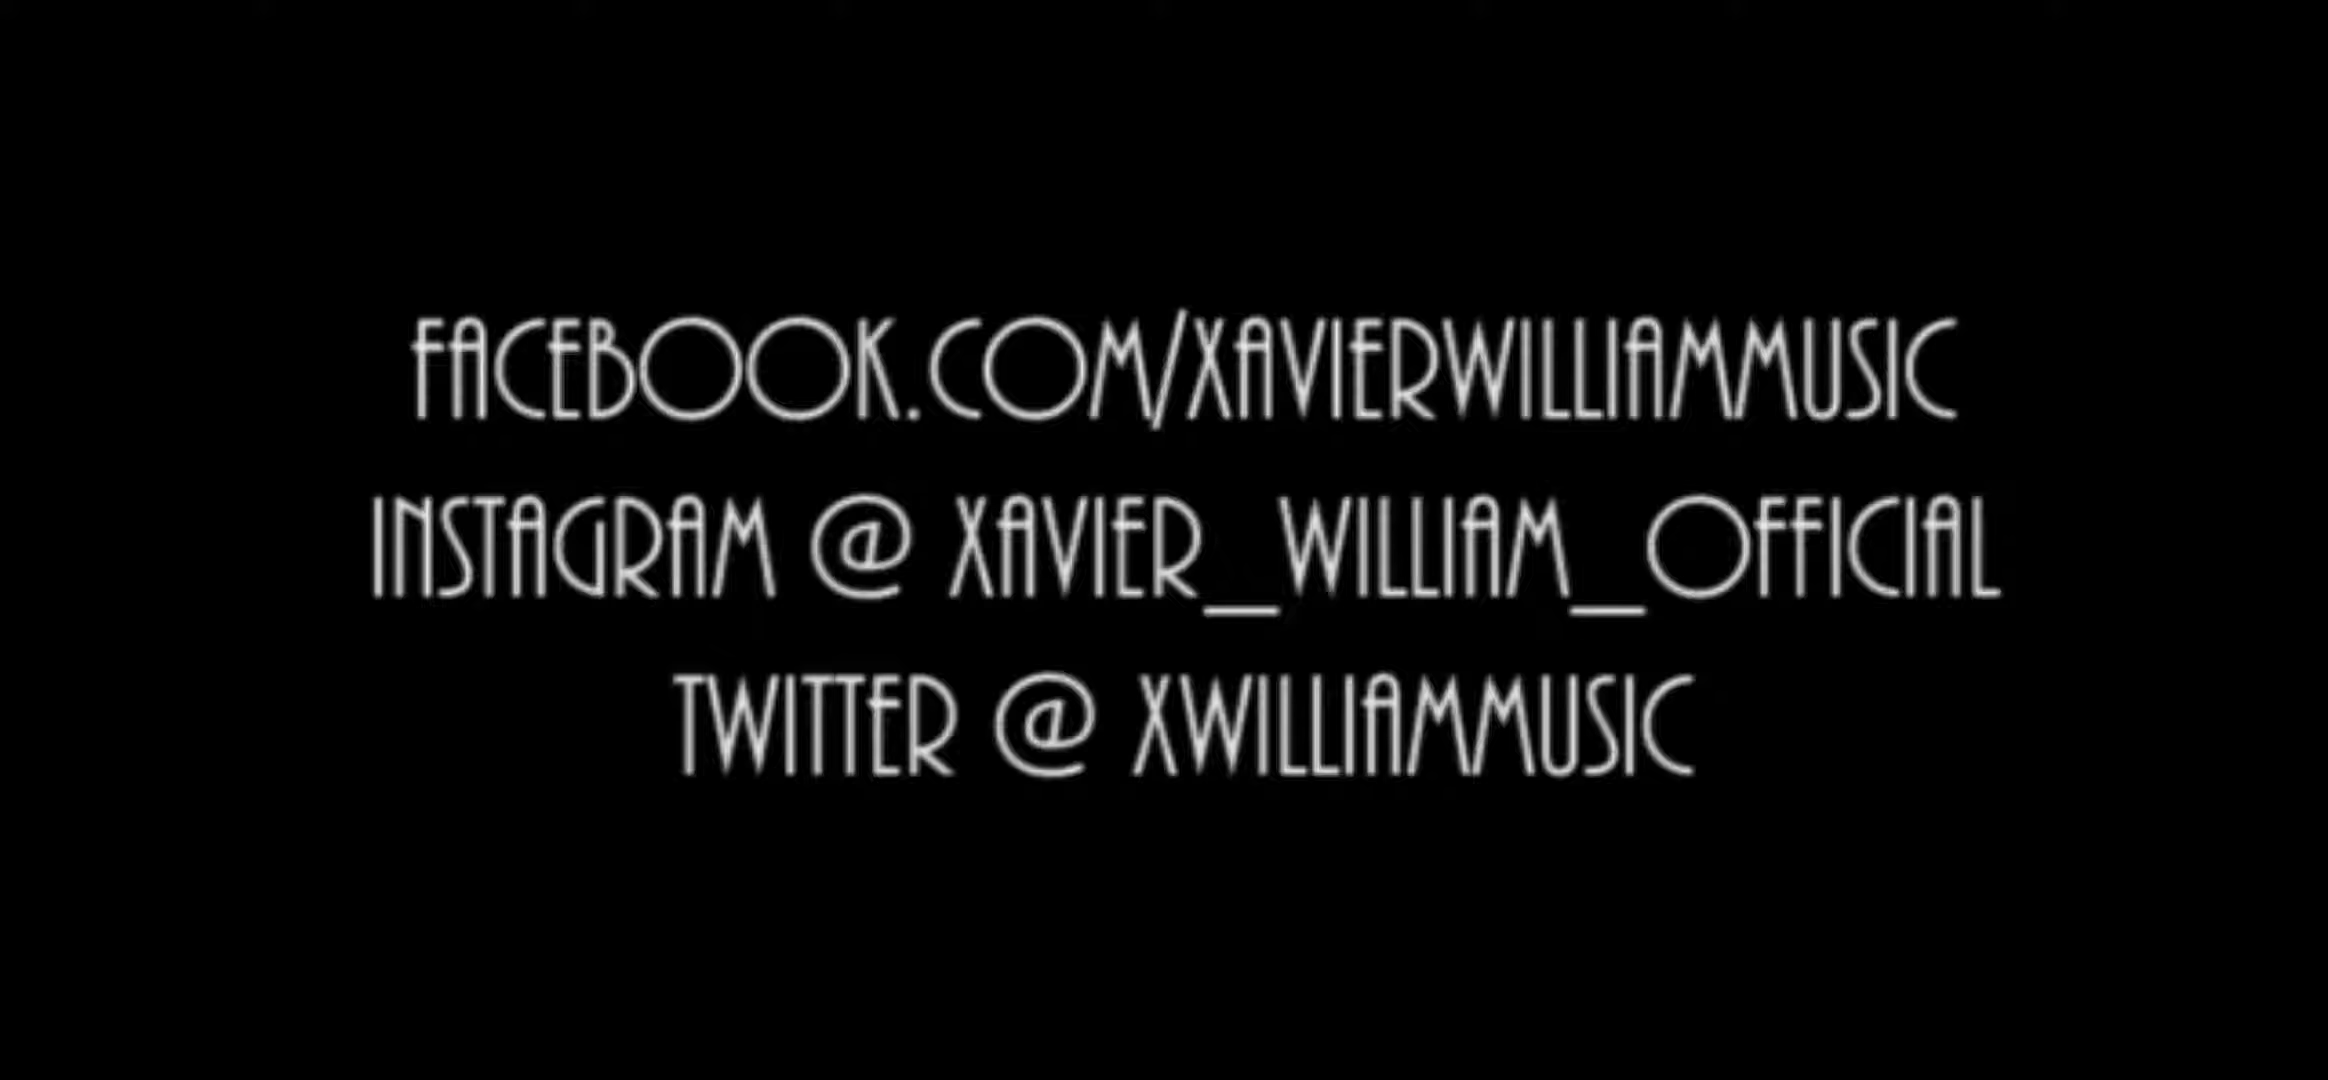 FACEBOOK.COM/XAVIERWILLIAMMUSIC
INSTAGRAM @ XAVIER_WILLIAM_OFFICIAL
TWITTER @ XWILLIAMMUSIC